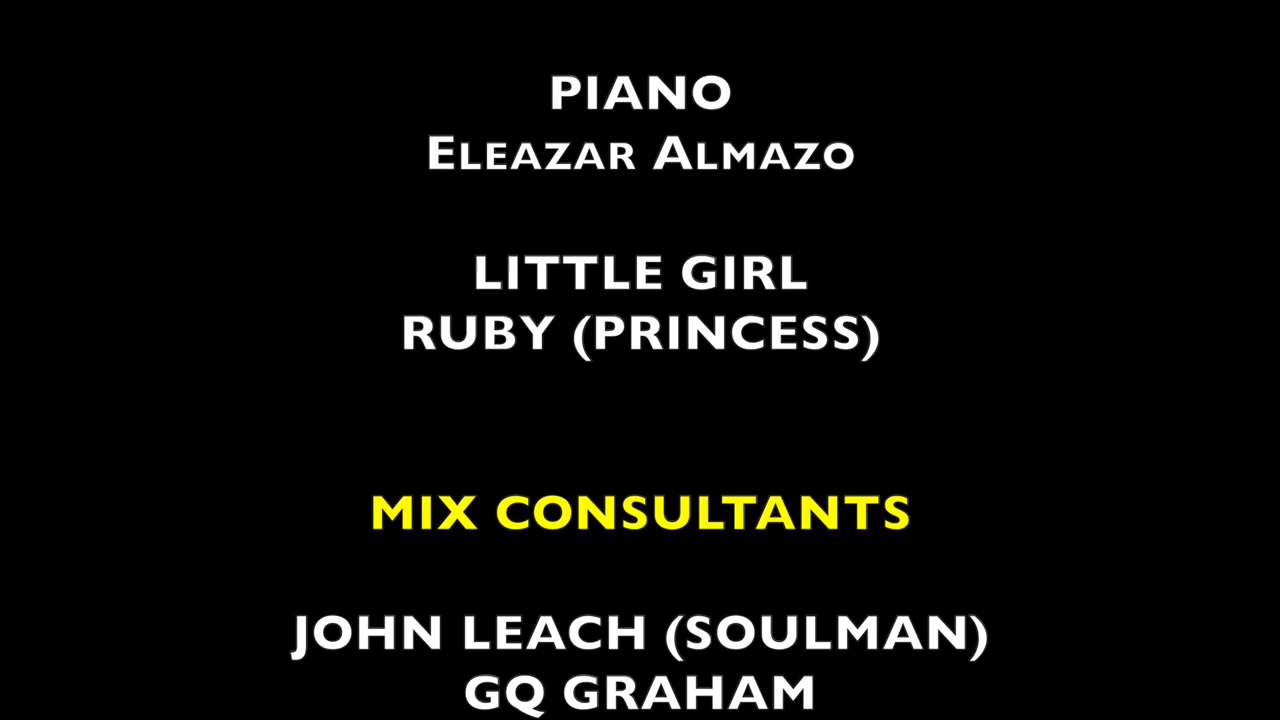 PIANO
ELEAZAR ALMAZO
LITTLE GIRL
RUBY (PRINCESS)
MIX CONSULTANTS
JOHN LEACH (SOULMAN)
GQ GRAHAM